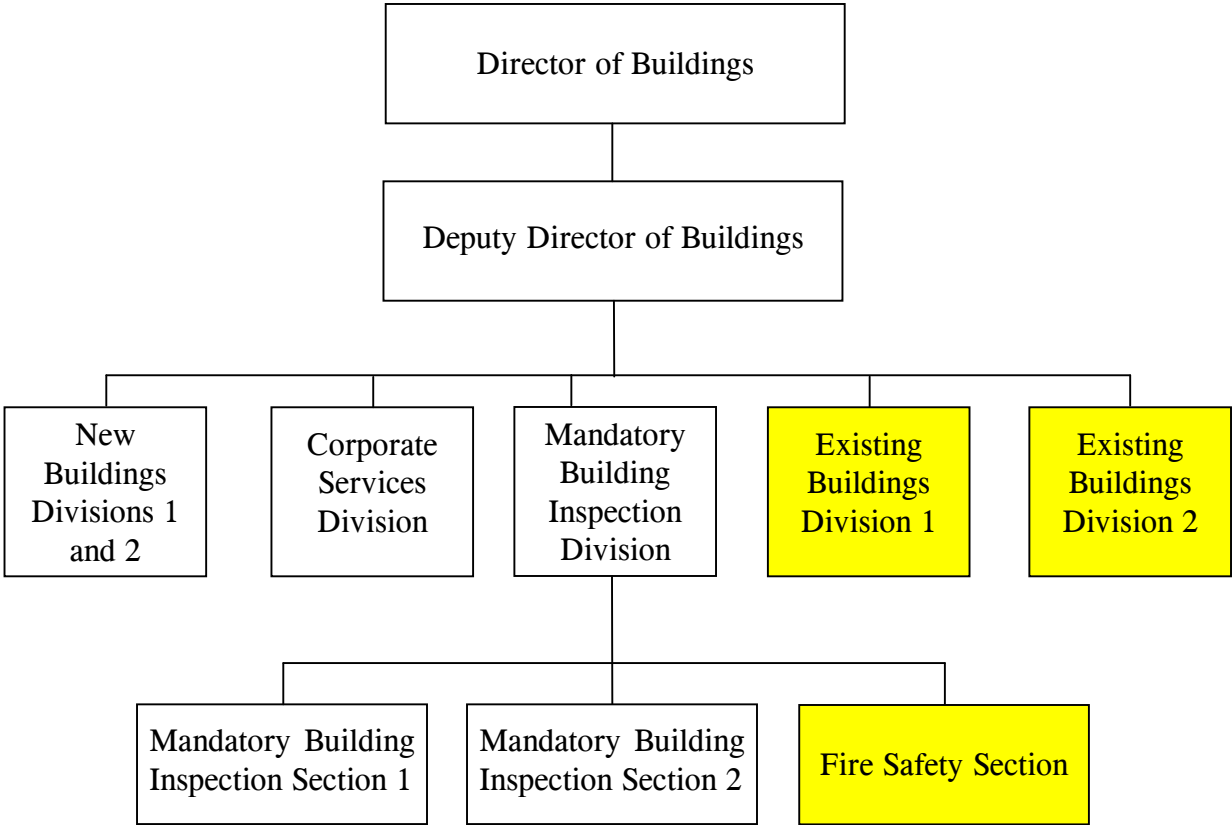 Director of Buildings
Deputy Director of Buildings
New
Buildings
Divisions 1
and 2
Corporate
Services
Division
Mandatory
Building
Inspection
Division
Existing
Buildings
Division 1
Existing
Buildings
Division 2
Mandatory Building
Inspection Section 1
Mandatory Building
Inspection Section 2
Fire Safety Section